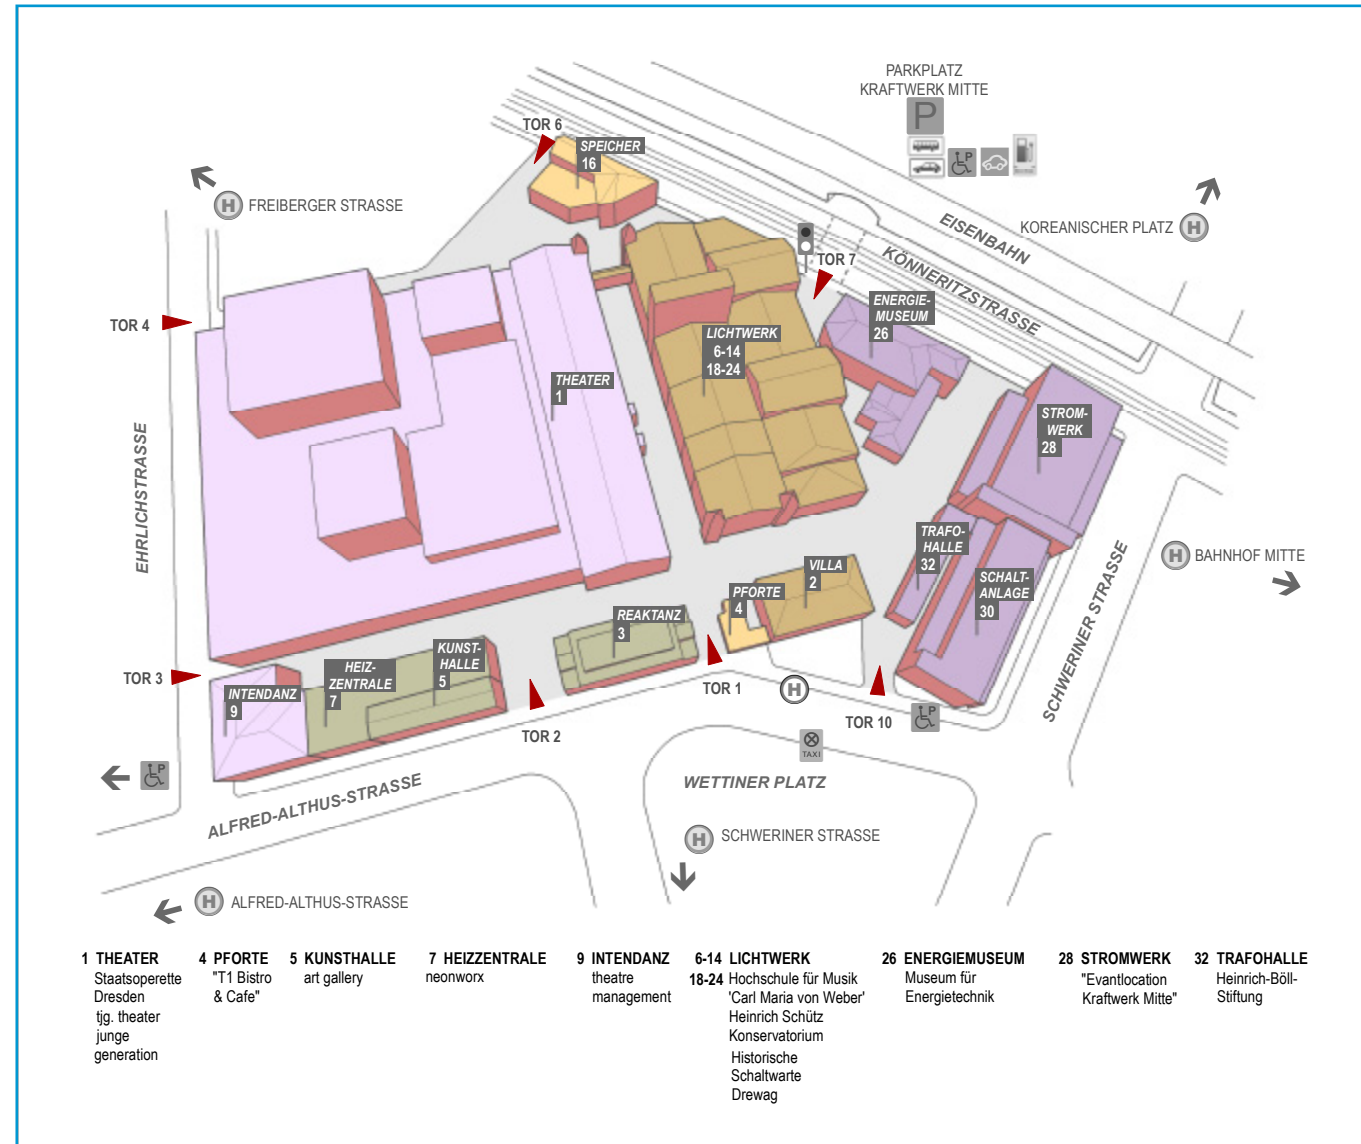 PARKPLATZ
KRAFTWERK MITTE
P
P
TOR 6
SPEICHER
16
H FREIBERGER STRASSE
KOREANISCHER PLATZ H
EISENBAHN
KÖNNERITZSTRASSE
TOR 7
TOR 4
ENERGIE-
MUSEUM
26
LICHTWERK
6-14
18-24
THEATER
1
STROM-
WERK
28
EHRLICHSTRASSE
TRAFO-
HALLE
32
SCHALT-
ANLAGE
30
H BAHNHOF MITTE
VILLA
2
PFORTE
4
REAKTANZ
3
KUNST-
HALLE
5
HEIZ-
ZENTRALE
7
TOR 3
INTENDANZ
9
SCHWERINER STRASSE
TOR 1
H
TOR 10
P
TOR 2
TAXI
P
WETTINER PLATZ
ALFRED-ALTHUS-STRASSE
H SCHWERINER STRASSE
H ALFRED-ALTHUS-STRASSE
1 THEATER
Staatsoperette
Dresden
tjg. theater
junge
generation
4 PFORTE
"T1 Bistro
& Cafe"
5 KUNSTHALLE
art gallery
7 HEIZZENTRALE
neonworx
9 INTENDANZ
theatre
management
6-14 LICHTWERK
18-24 Hochschule für Musik
'Carl Maria von Weber'
Heinrich Schütz
Konservatorium
Historische
Schaltwarte
Drewag
26 ENERGIEMUSEUM
Museum für
Energietechnik
28 STROMWERK
"Evantlocation
Kraftwerk Mitte"
32 TRAFOHALLE
Heinrich-Böll-
Stiftung